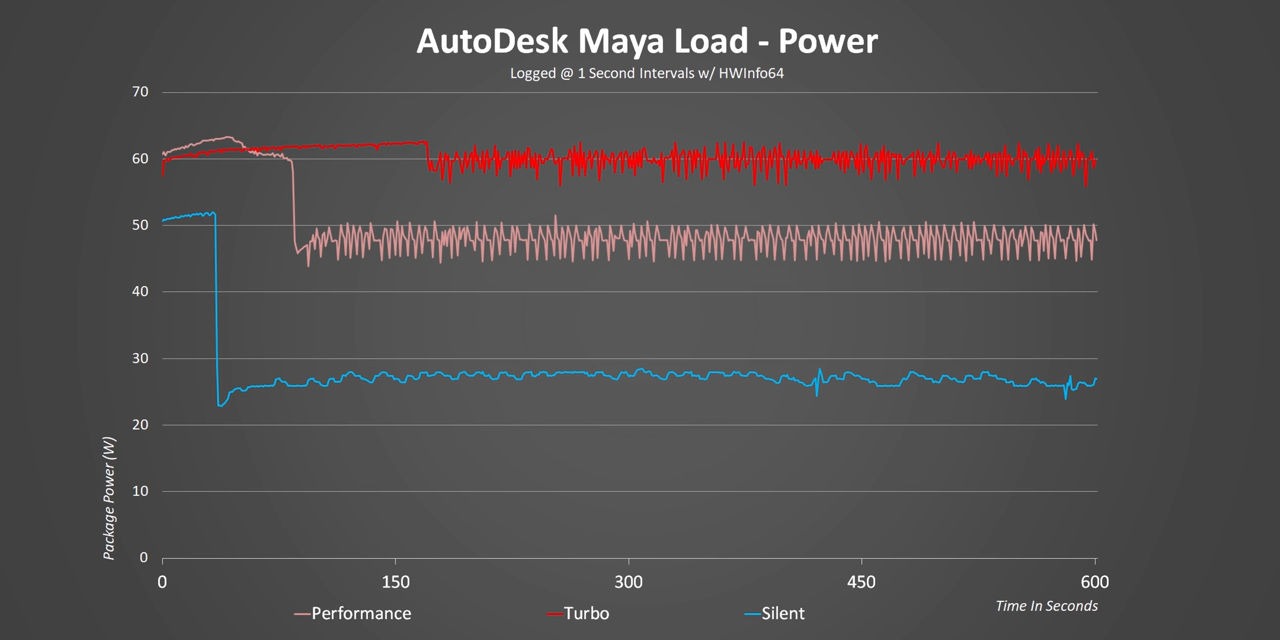 AutoDesk Maya Load - Power
Logged @ 1 Second Intervals w/ HWInfo64
70
60
50
40
30
20
10
0
Package Power (W)
0 150 300 450 600
Time In Seconds
Performance Turbo Silent